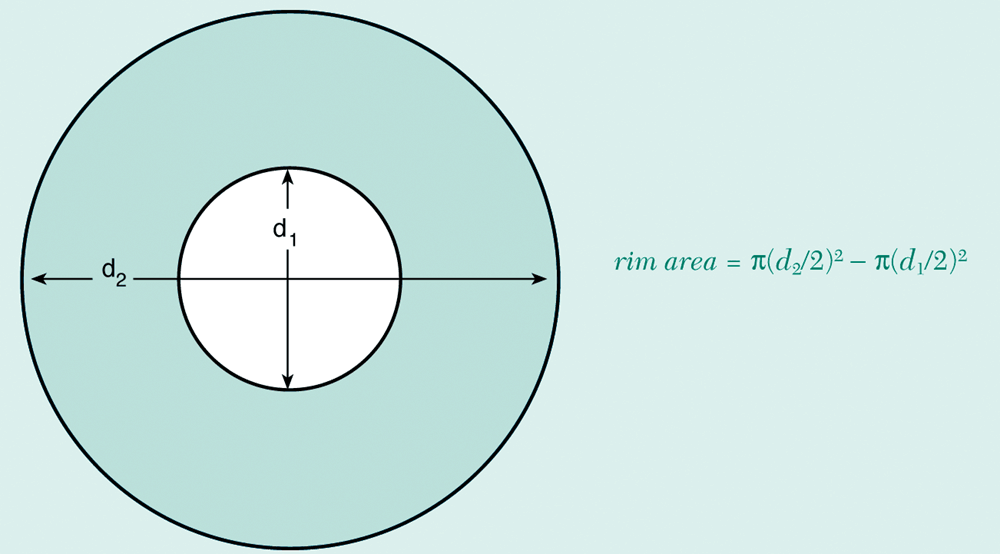 d₁
d₂
rim area = π(d₂/2)² – π(d₁/2)²